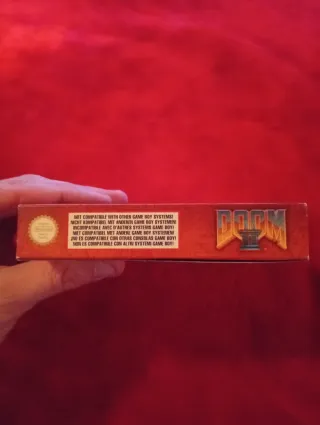 NOT COMPATIBLE WITH OTHER GAME BOY SYSTEMS!
NICHT KOMPATIBEL MIT ANDEREN GAME BOY SYSTEMEN!
INCOMPATIBLE AVEC D'AUTRES SYSTEMS GAME BOY!
NIET COMPATIBEL MET ANDERE GAME BOY SYSTEMEN!
¡NO ES COMPATIBLE CON OTRAS CONSOLAS GAME BOY!
NON È COMPATIBILE CON ALTRI SYSTEMI GAME BOY!
DOOM
II